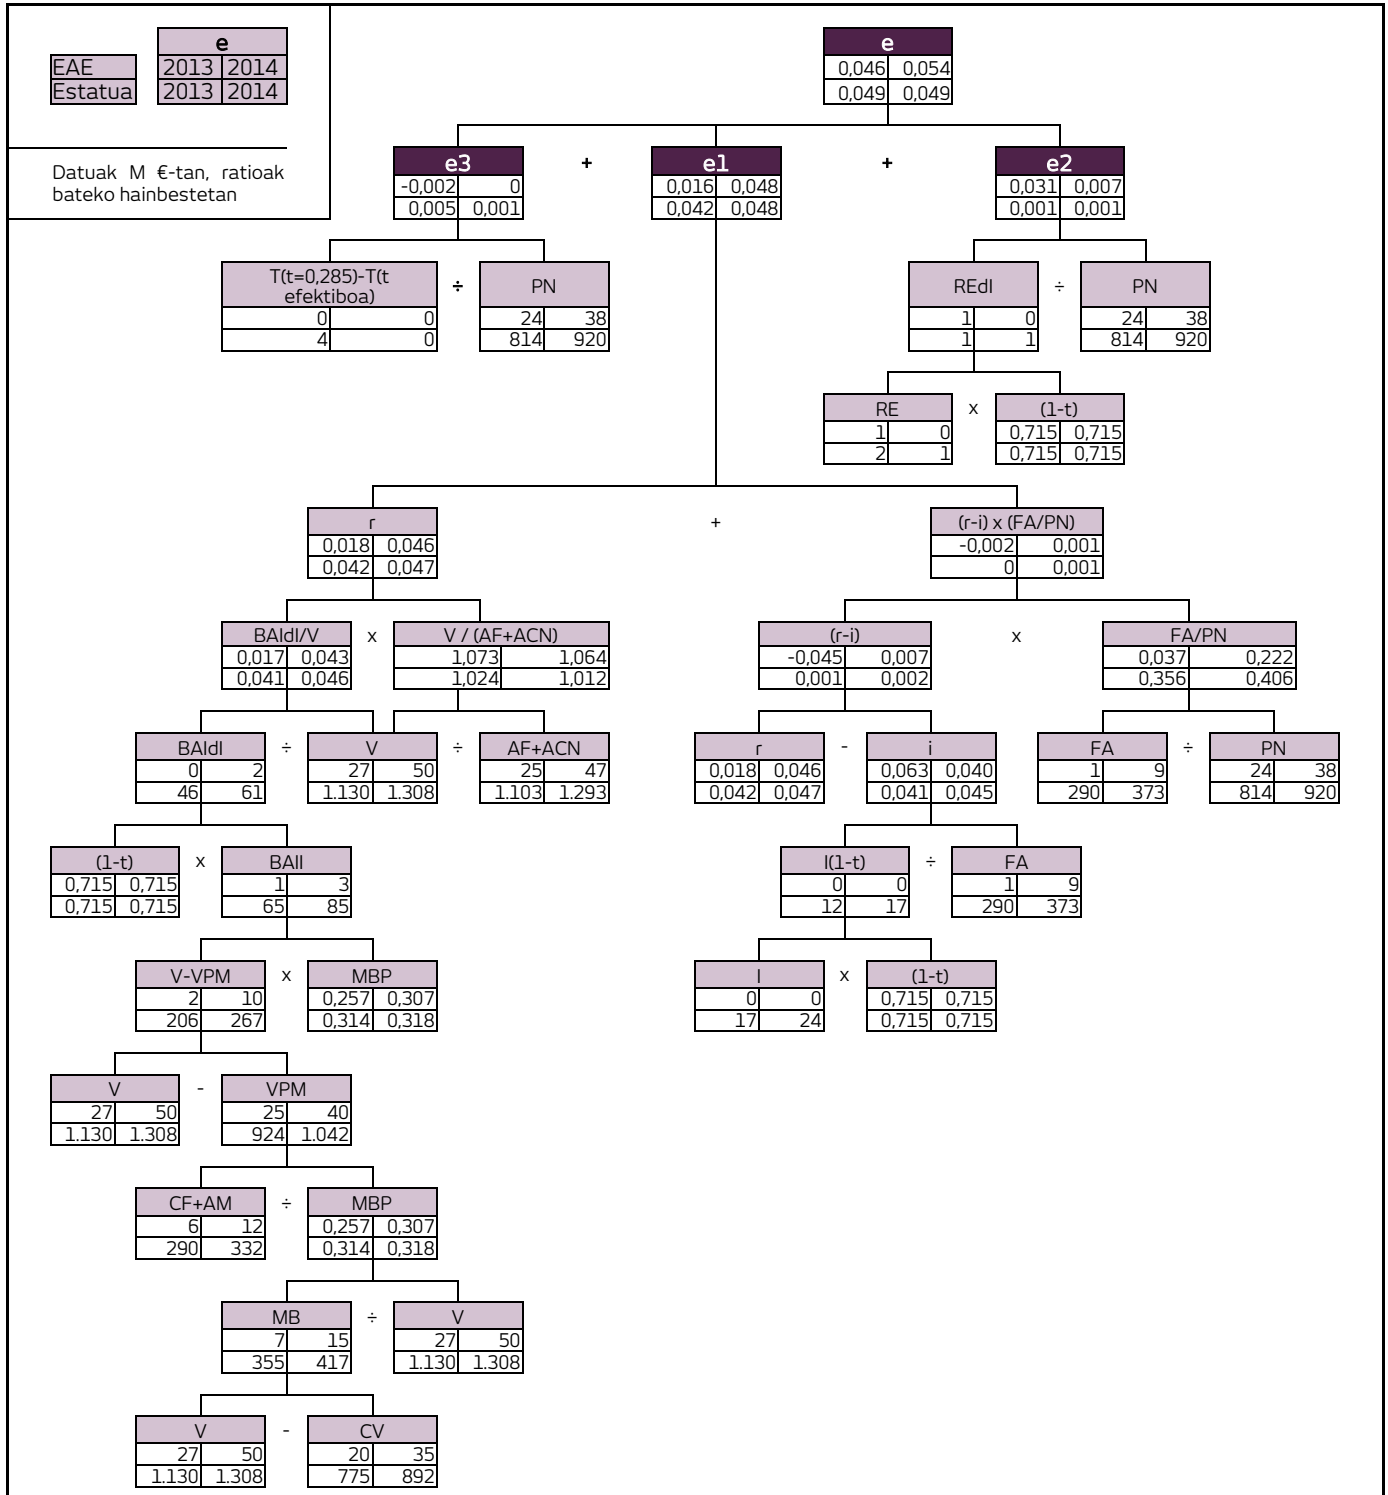 e
EAE 2013 2014
Estatua 2013 2014
Datuak M €-tan, ratioak
bateko hainbestetan
e
0,046 0,054
0,049 0,049
e3 + e1 + e2
-0,002 0 0,016 0,048 0,031 0,007
0,005 0,001 0,042 0,048 0,001 0,001
T(t=0,285)-T(t
efektiboa) ÷ PN REdI ÷ PN
0 0 24 38 1 0 24 38
4 0 814 920 1 1 814 920
RE x (1-t)
1 0 0,715 0,715
2 1 0,715 0,715
r + (r-i) x (FA/PN)
0,018 0,046 -0,002 0,001
0,042 0,047 0 0,001
BAIdI/V x V / (AF+ACN) (r-i) x FA/PN
0,017 0,043 1,073 1,064 -0,045 0,007 0,037 0,222
0,041 0,046 1,024 1,012 0,001 0,002 0,356 0,406
BAIdI ÷ V ÷ AF+ACN r - i FA ÷ PN
0 2 27 50 25 47 0,018 0,046 0,063 0,040 1 9 24 38
46 61 1.130 1.308 1.103 1.293 0,042 0,047 0,041 0,045 290 373 814 920
(1-t) x BAII I(1-t) ÷ FA
0,715 0,715 1 3 0 0 1 9
0,715 0,715 65 85 12 17 290 373
V-VPM x MBP I x (1-t)
2 10 0,257 0,307 0 0 0,715 0,715
206 267 0,314 0,318 17 24 0,715 0,715
V - VPM
27 50 25 40
1.130 1.308 924 1.042
CF+AM ÷ MBP
6 12 0,257 0,307
290 332 0,314 0,318
MB ÷ V
7 15 27 50
355 417 1.130 1.308
V - CV
27 50 20 35
1.130 1.308 775 892